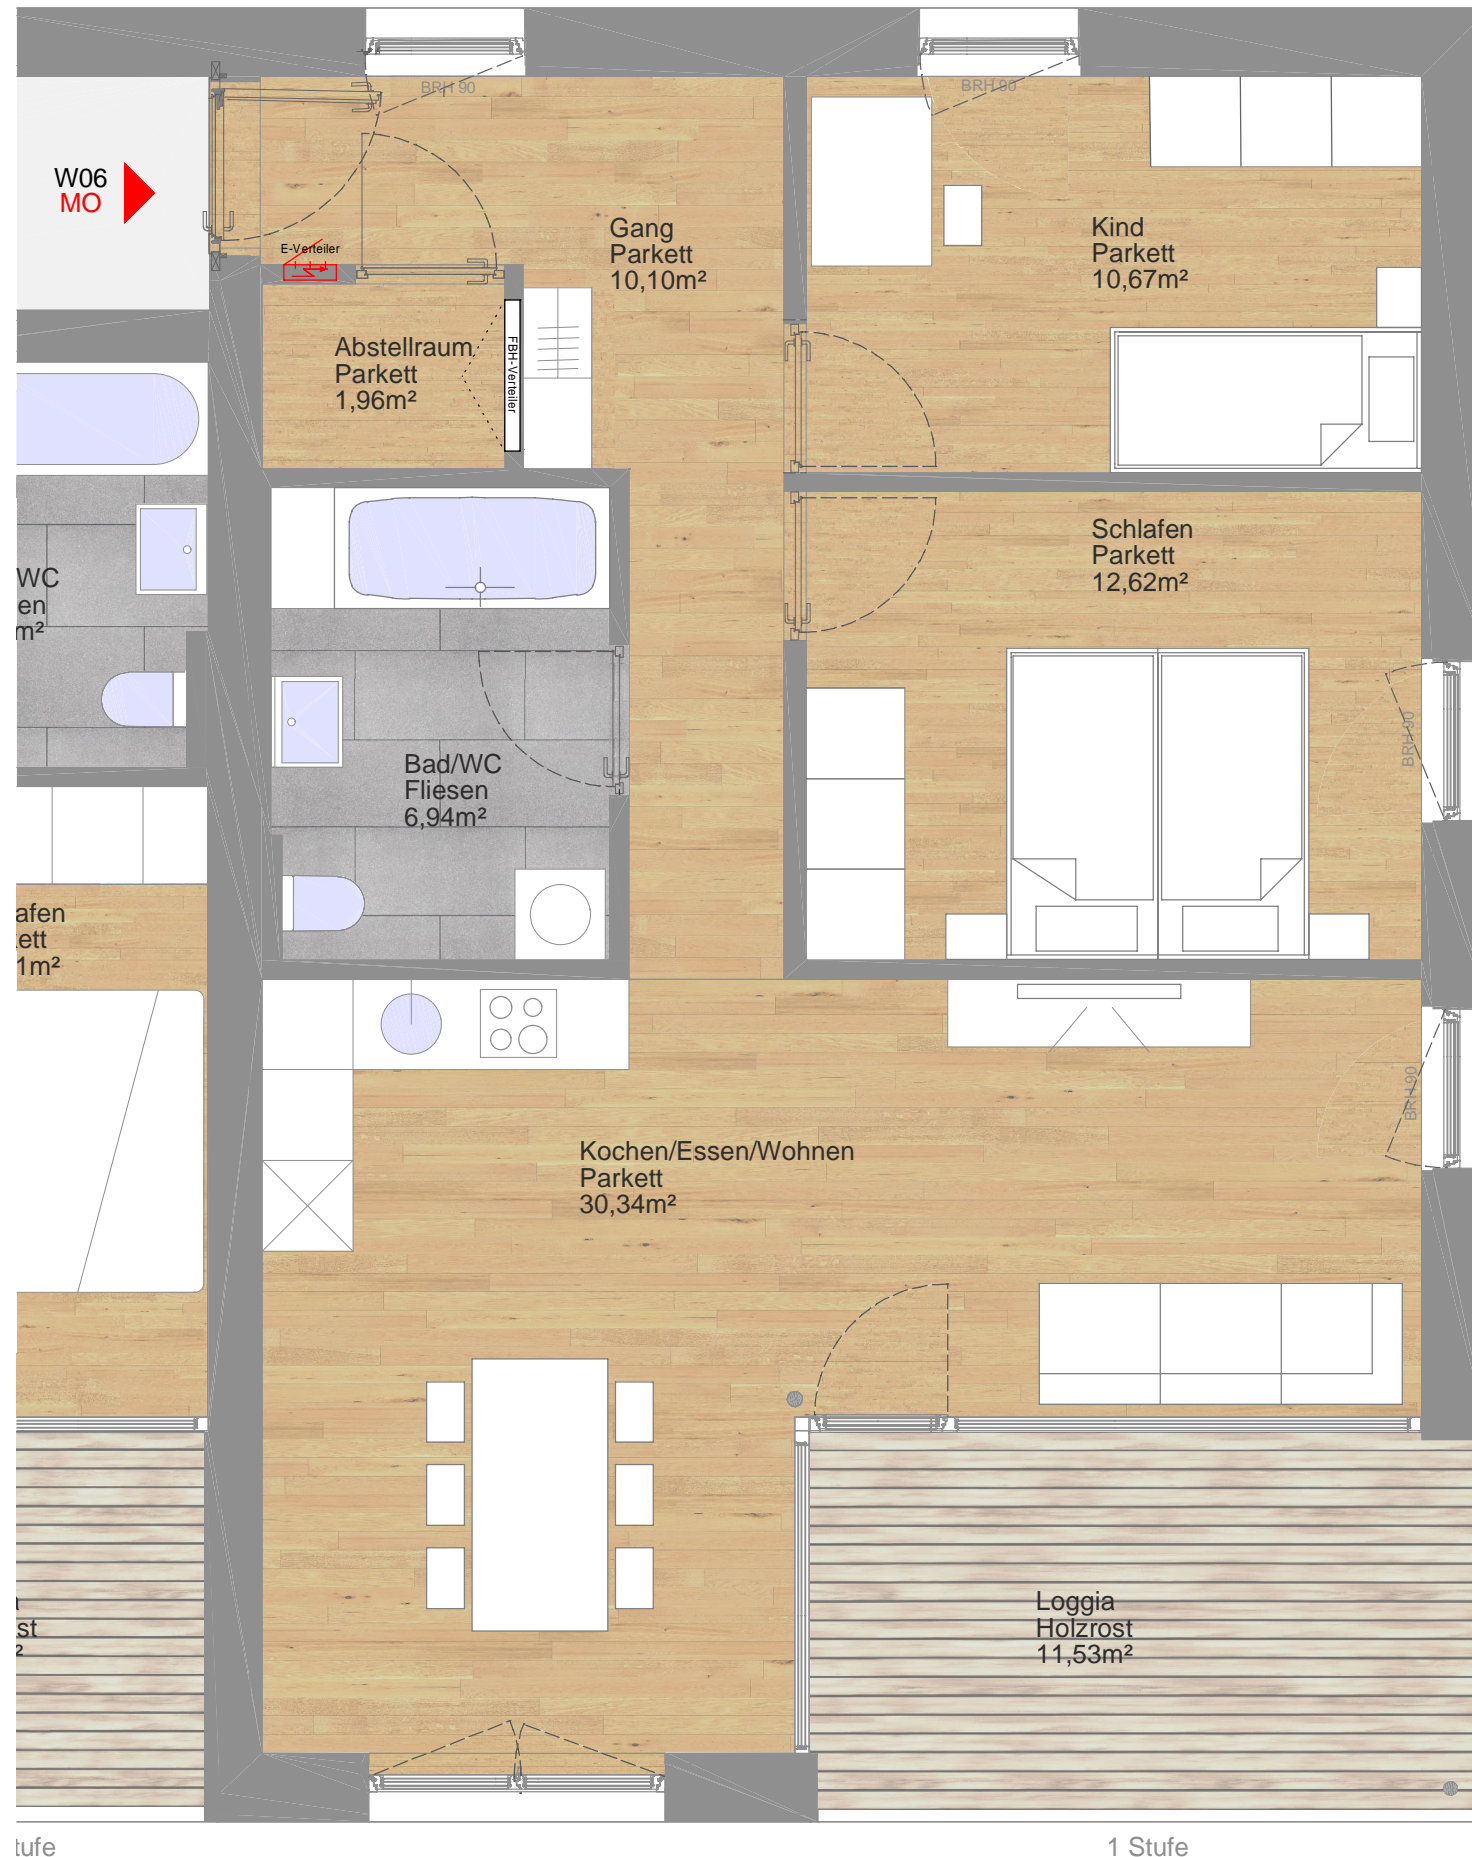 BRH 90
BRH 90
W06
MO
E-Verteiler
Gang
Parkett
10,10m²
Kind
Parkett
10,67m²
Abstellraum
Parkett
1,96m²
FBH-Verteiler
Schlafen
Parkett
12,62m²
WC
en
m²
BRH 90
Bad/WC
Fliesen
6,94m²
afen
ett
1m²
BRH 90
Kochen/Essen/Wohnen
Parkett
30,34m²
Loggia
Holzrost
11,53m²
st
²
tufe
1 Stufe